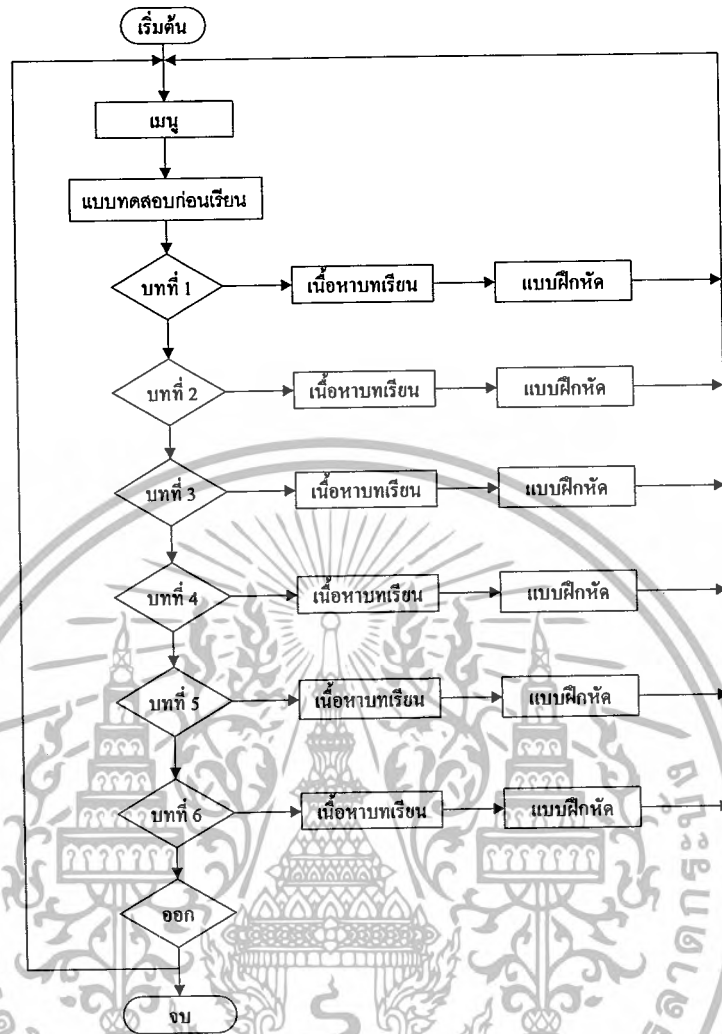 เริ่มต้น
เมนู
แบบทดสอบก่อนเรียน
บทที่ 1 เนื้อหาบทเรียน แบบฝึกหัด
บทที่ 2 เนื้อหาบทเรียน แบบฝึกหัด
บทที่ 3 เนื้อหาบทเรียน แบบฝึกหัด
บทที่ 4 เนื้อหาบทเรียน แบบฝึกหัด
บทที่ 5 เนื้อหาบทเรียน แบบฝึกหัด
บทที่ 6 เนื้อหาบทเรียน แบบฝึกหัด
ออก
จบ
ลาดกระบัง